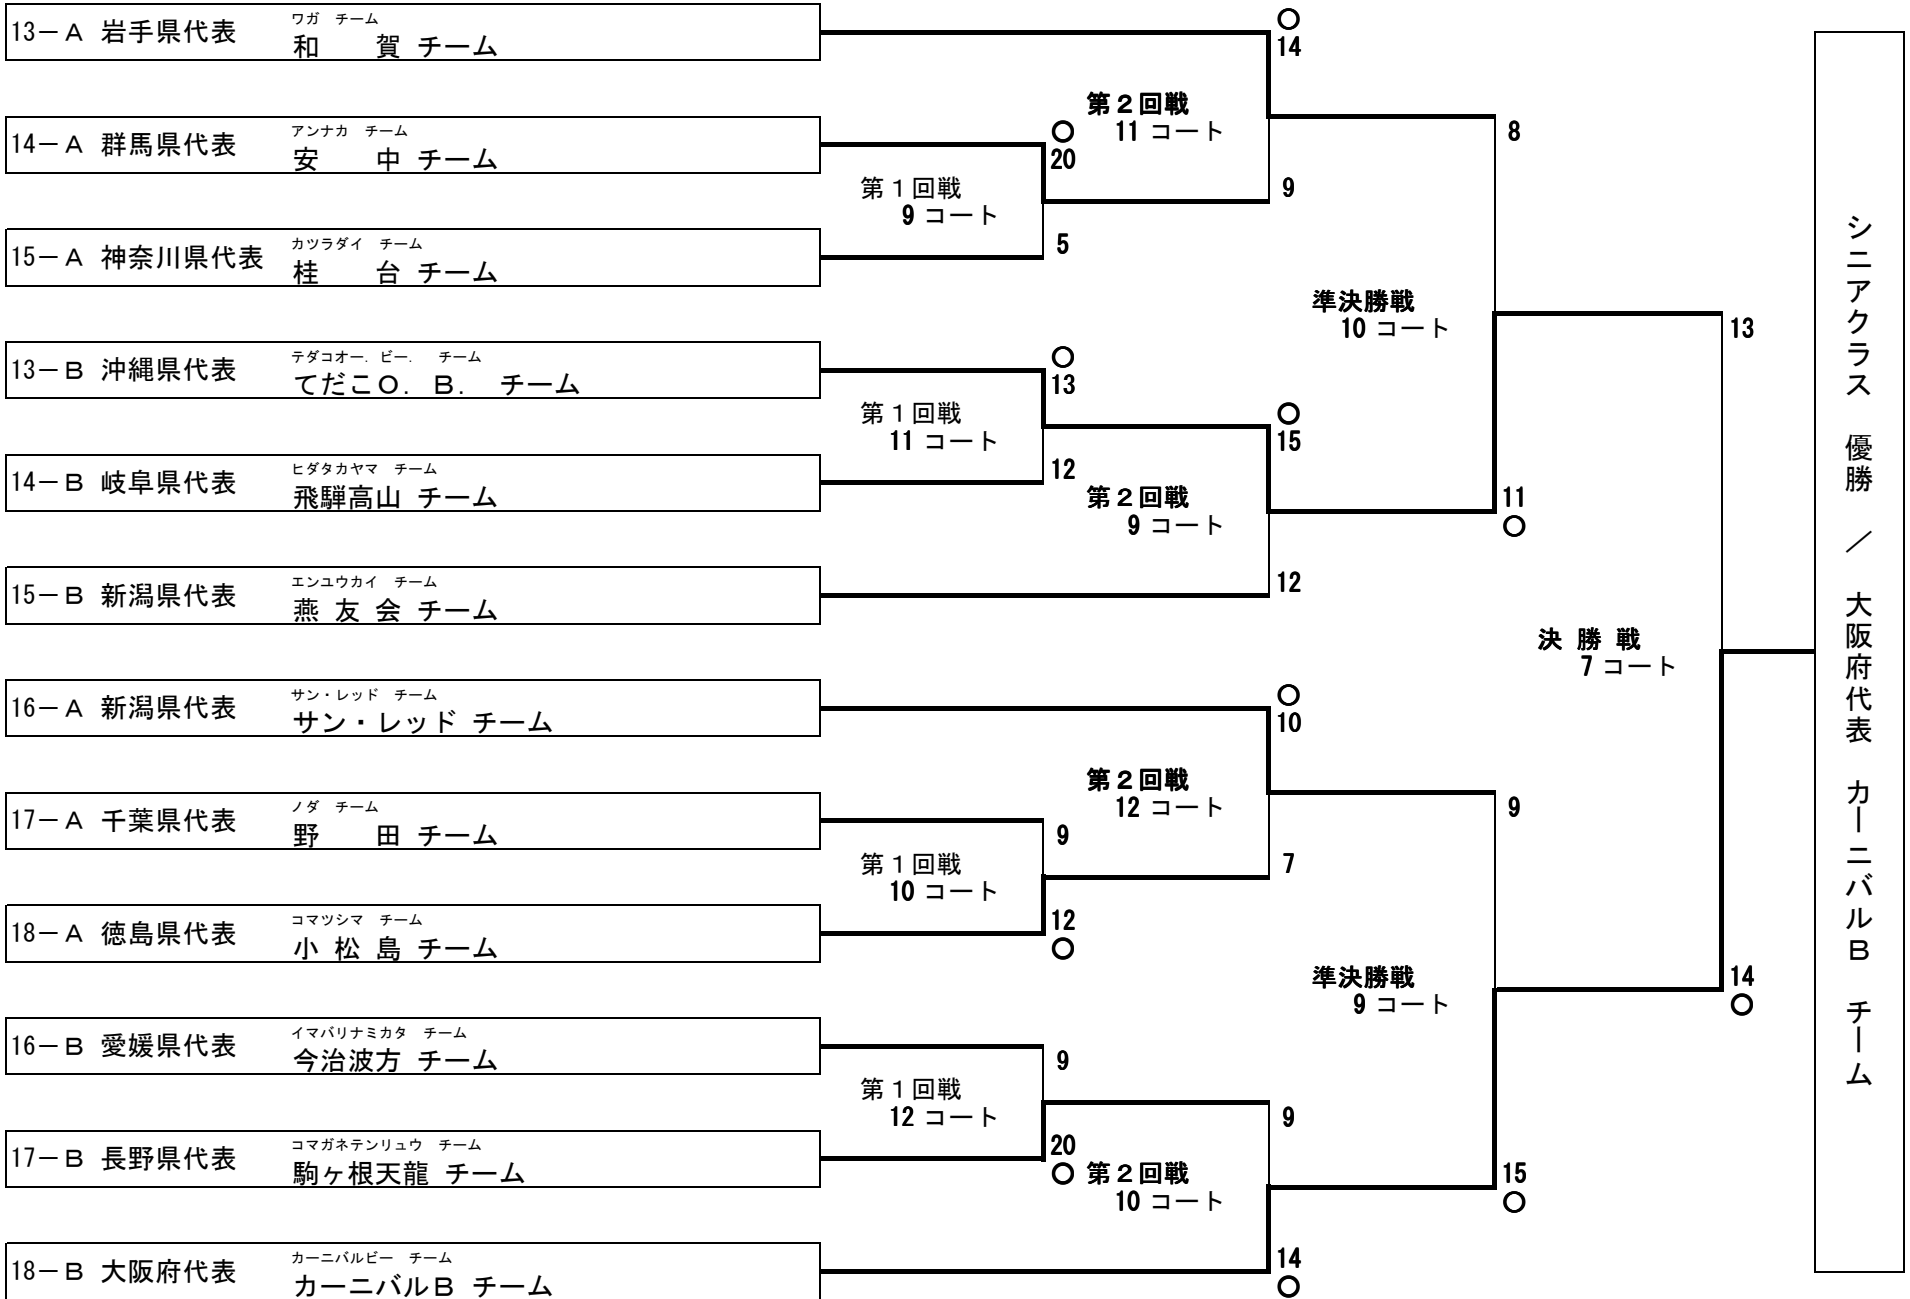 13－A 岩手県代表
ワガ チーム
和 賀 チーム
14－A 群馬県代表
アンナカ チーム
安 中 チーム
15－A 神奈川県代表
カツラダイ チーム
桂 台 チーム
13－B 沖縄県代表
テダコオー．ビー． チーム
てだこＯ．Ｂ． チーム
14－B 岐阜県代表
ヒダタカヤマ チーム
飛騨高山 チーム
15－B 新潟県代表
エンユウカイ チーム
燕 友 会 チーム
16－A 新潟県代表
サン・レッド チーム
サン・レッド チーム
17－A 千葉県代表
ノダ チーム
野 田 チーム
18－A 徳島県代表
コマツシマ チーム
小 松 島 チーム
16－B 愛媛県代表
イマバリナミカタ チーム
今治波方 チーム
17－B 長野県代表
コマガネテンリュウ チーム
駒ヶ根天龍 チーム
18－B 大阪府代表
カーニバルビー チーム
カーニバルＢ チーム
第１回戦
9 コート
○
20
5
第１回戦
11 コート
○
13
12
第１回戦
10 コート
9
12
○
第１回戦
12 コート
9
20
○
第２回戦
11 コート
○
14
9
第２回戦
9 コート
○
15
12
第２回戦
12 コート
○
10
7
第２回戦
10 コート
9
14
○
準決勝戦
10 コート
8
11
○
準決勝戦
9 コート
9
15
○
決 勝 戦
7 コート
13
14
○
シニアクラス 優勝 ／ 大阪府代表 カーニバルＢ チーム